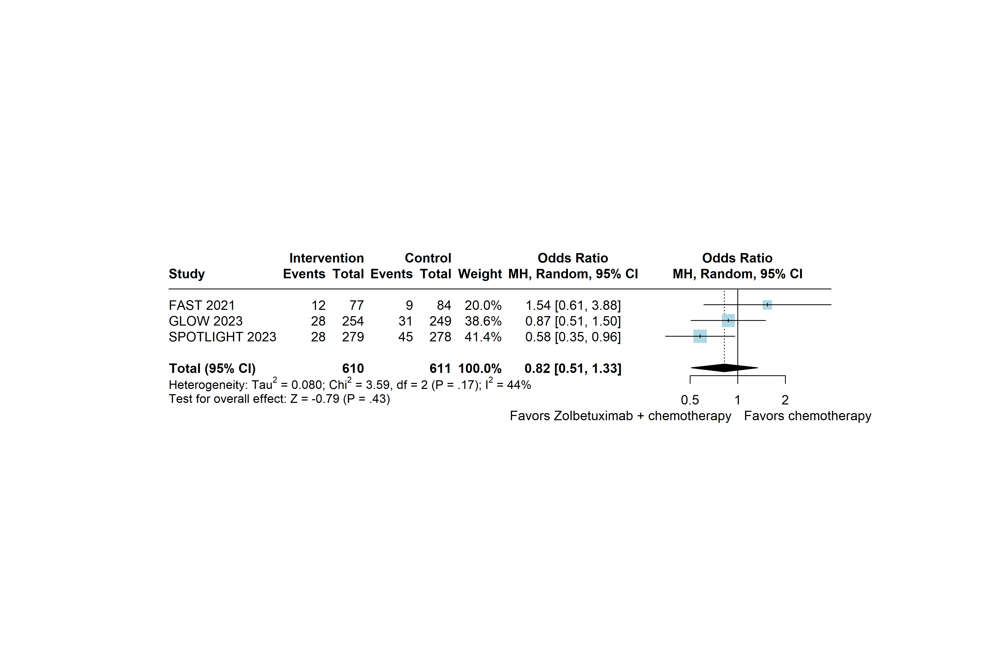 Intervention Control Odds Ratio Odds Ratio
Study Events Total Events Total Weight MH, Random, 95% CI MH, Random, 95% CI
FAST 2021 12 77 9 84 20.0% 1.54 [0.61, 3.88]
GLOW 2023 28 254 31 249 38.6% 0.87 [0.51, 1.50]
SPOTLIGHT 2023 28 279 45 278 41.4% 0.58 [0.35, 0.96]
Total (95% CI) 610 611 100.0% 0.82 [0.51, 1.33]
Heterogeneity: Tau² = 0.080; Chi² = 3.59, df = 2 (P = .17); I² = 44%
Test for overall effect: Z = -0.79 (P = .43)
0.5 1 2
Favors Zolbetuximab + chemotherapy Favors chemotherapy